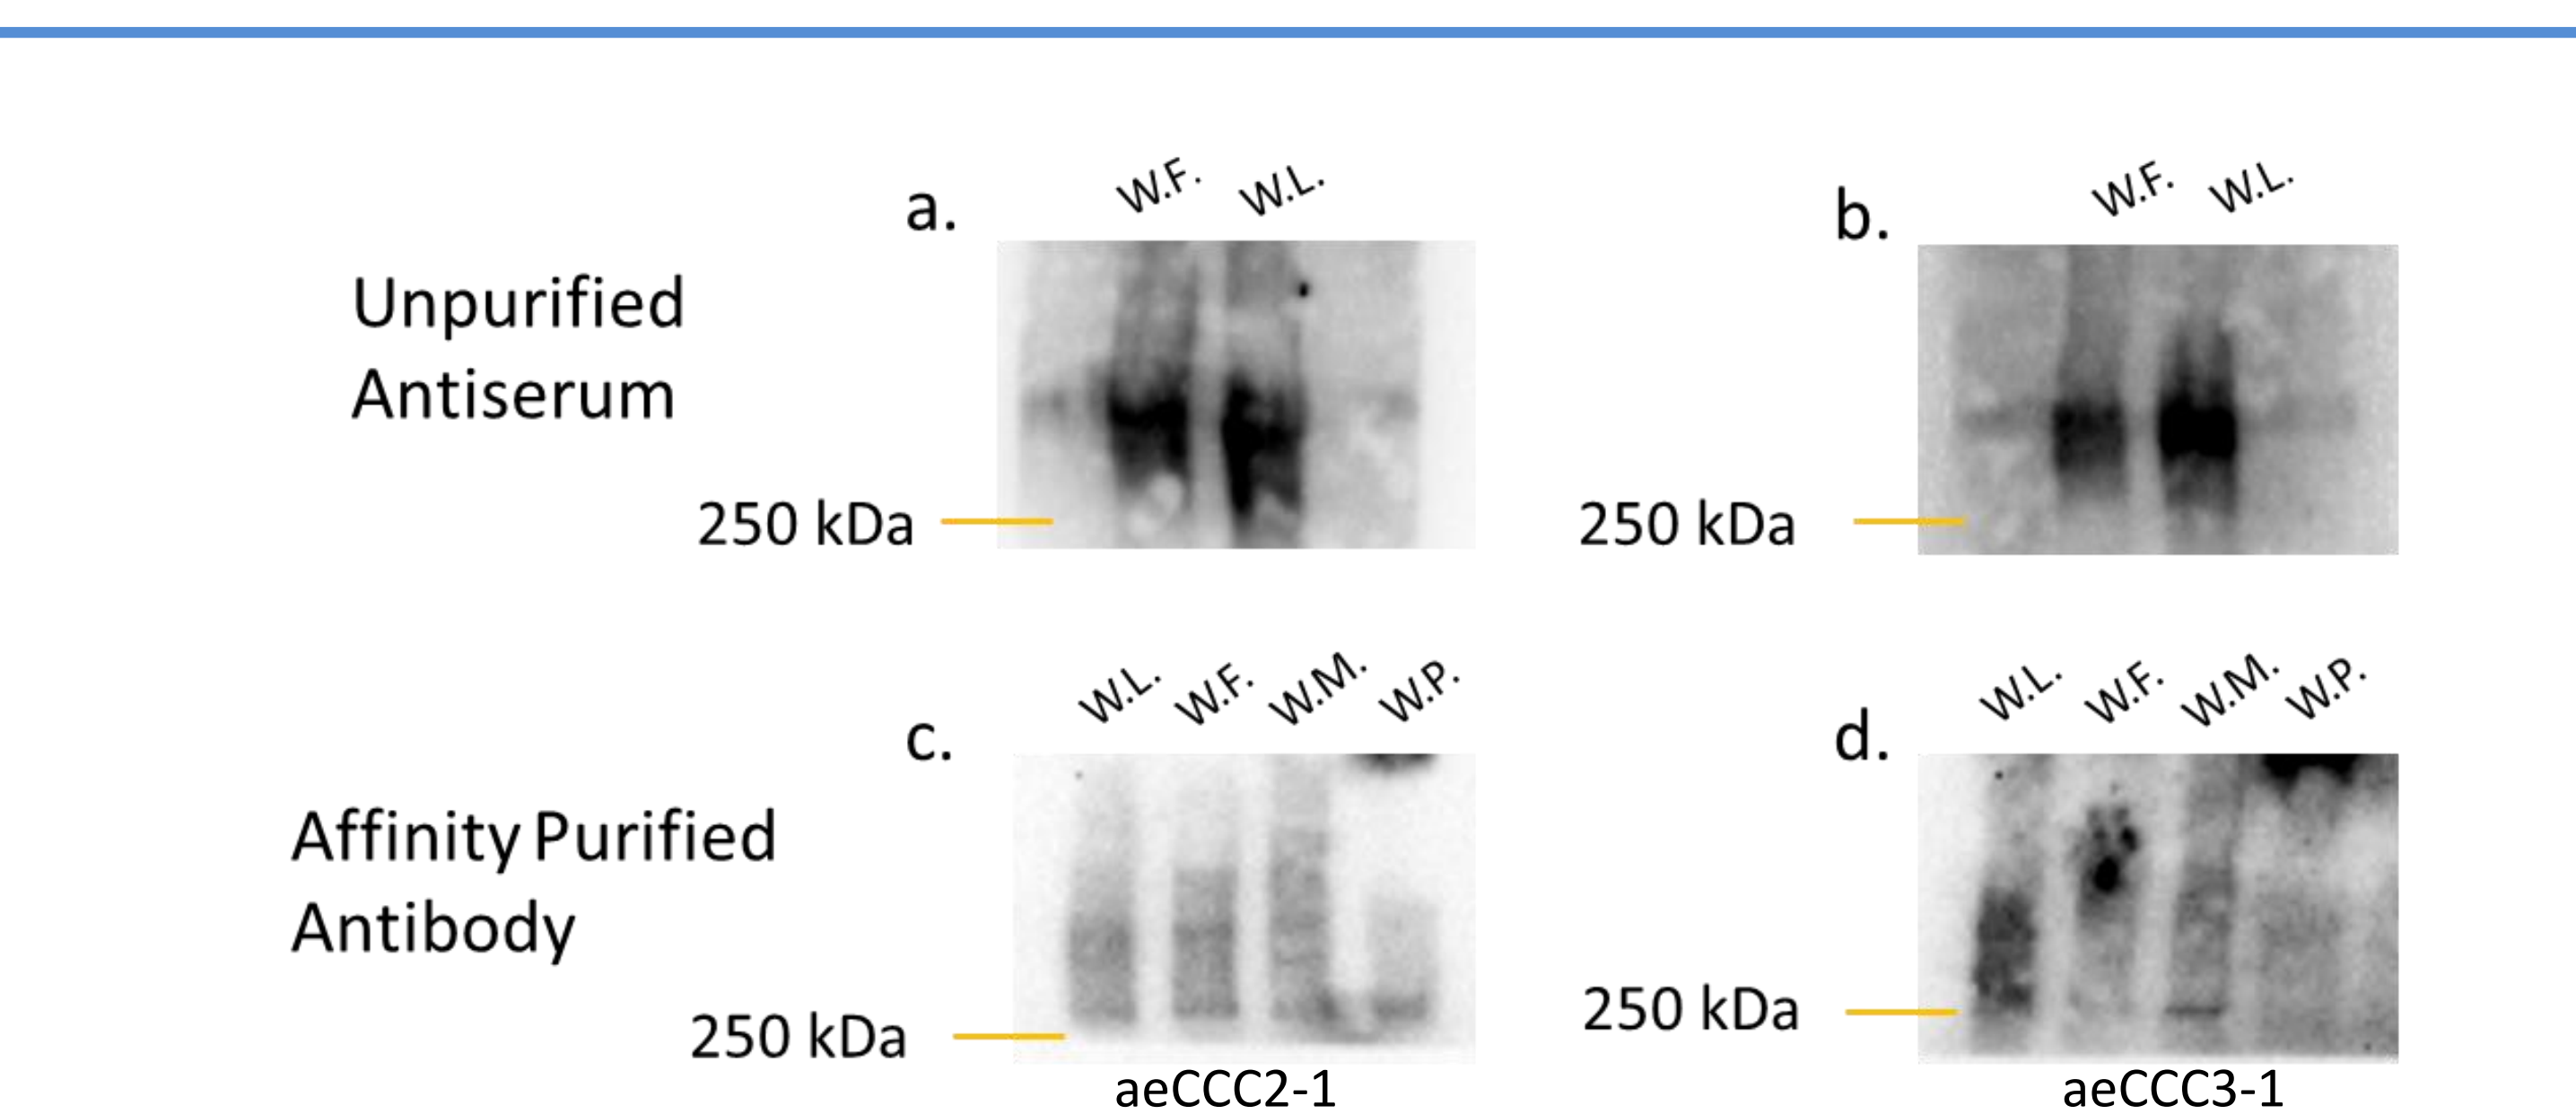 a.
W.F.
W.L.
b.
W.F.
W.L.
Unpurified
Antiserum
250 kDa
250 kDa
c.
W.L.
W.F.
W.M.
W.P.
d.
W.L.
W.F.
W.M.
W.P.
Affinity Purified
Antibody
250 kDa
250 kDa
aeCCC2-1
aeCCC3-1